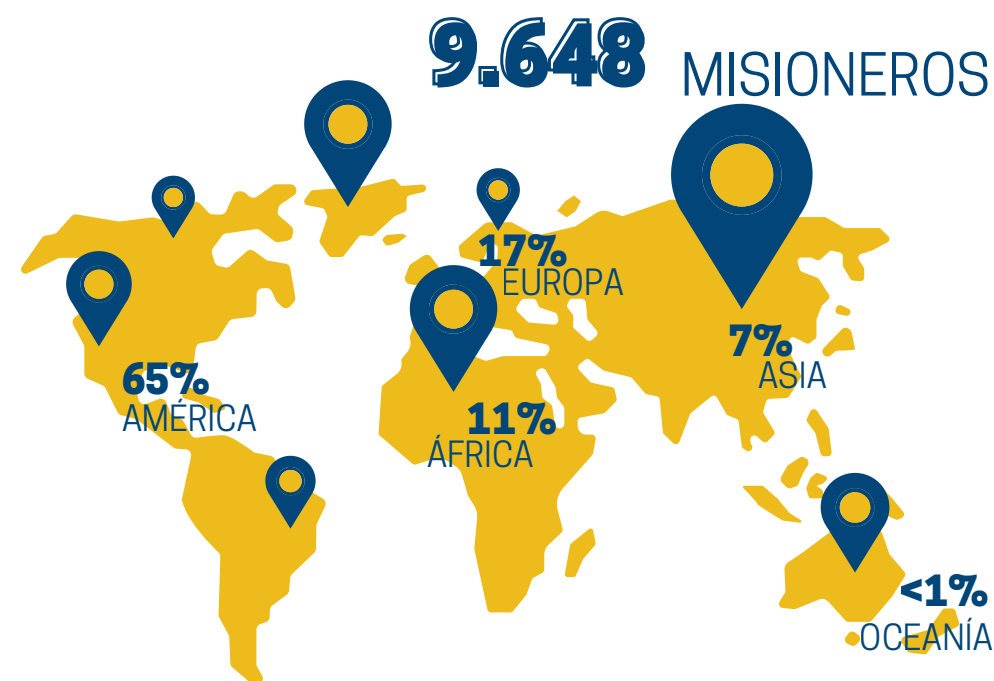 9.648 MISIONEROS
17%
EUROPA
7%
ASIA
65%
AMÉRICA
11%
ÁFRICA
<1%
OCEANÍA